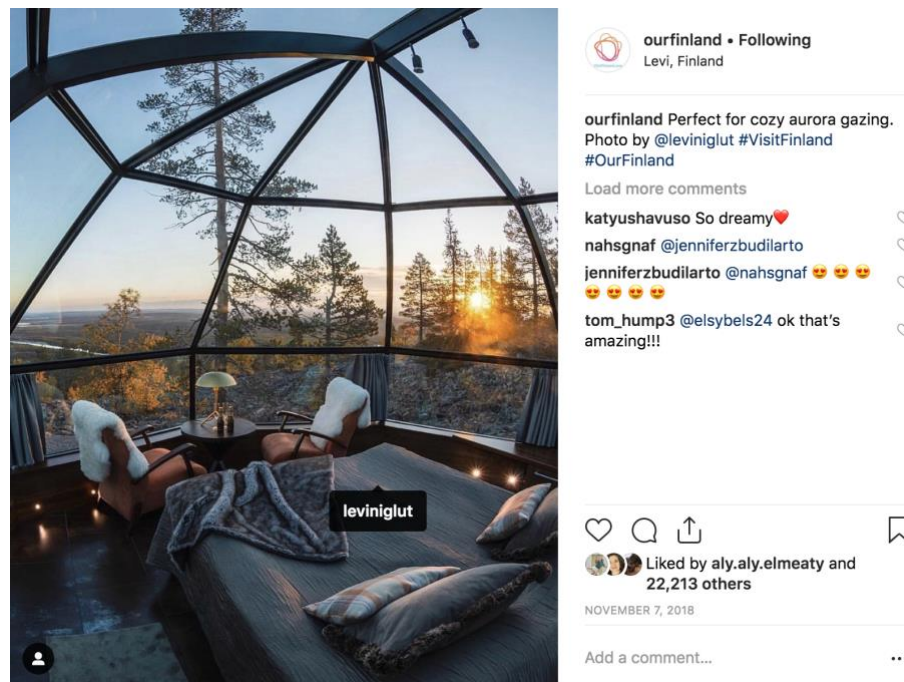 ourfinland • Following
Levi, Finland
ourfinland Perfect for cozy aurora gazing.
Photo by @leviniglut #VisitFinland
#OurFinland
Load more comments
katyushavuso So dreamy❤️
nahsgnaf @jenniferzbudilarto
jenniferzbudilarto @nahsgnaf 😍 😍 😍
😍 😍 😍 😍
tom_hump3 @elsybels24 ok that's
amazing!!!
leviniglut
Liked by aly.aly.elmeaty and
22,213 others
NOVEMBER 7, 2018
Add a comment...